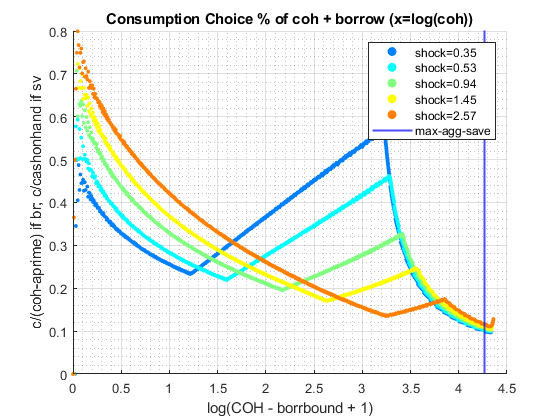 Consumption Choice % of coh + borrow (x=log(coh))
c/(coh-aprime) if br, c/cashonhand if sv
0.8
0.7
0.6
0.5
0.4
0.3
0.2
0.1
0
shock=0.35
shock=0.53
shock=0.94
shock=1.45
shock=2.57
max-agg-save
0
0.5
1
1.5
2
2.5
3
3.5
4
4.5
log(COH - borrbound + 1)